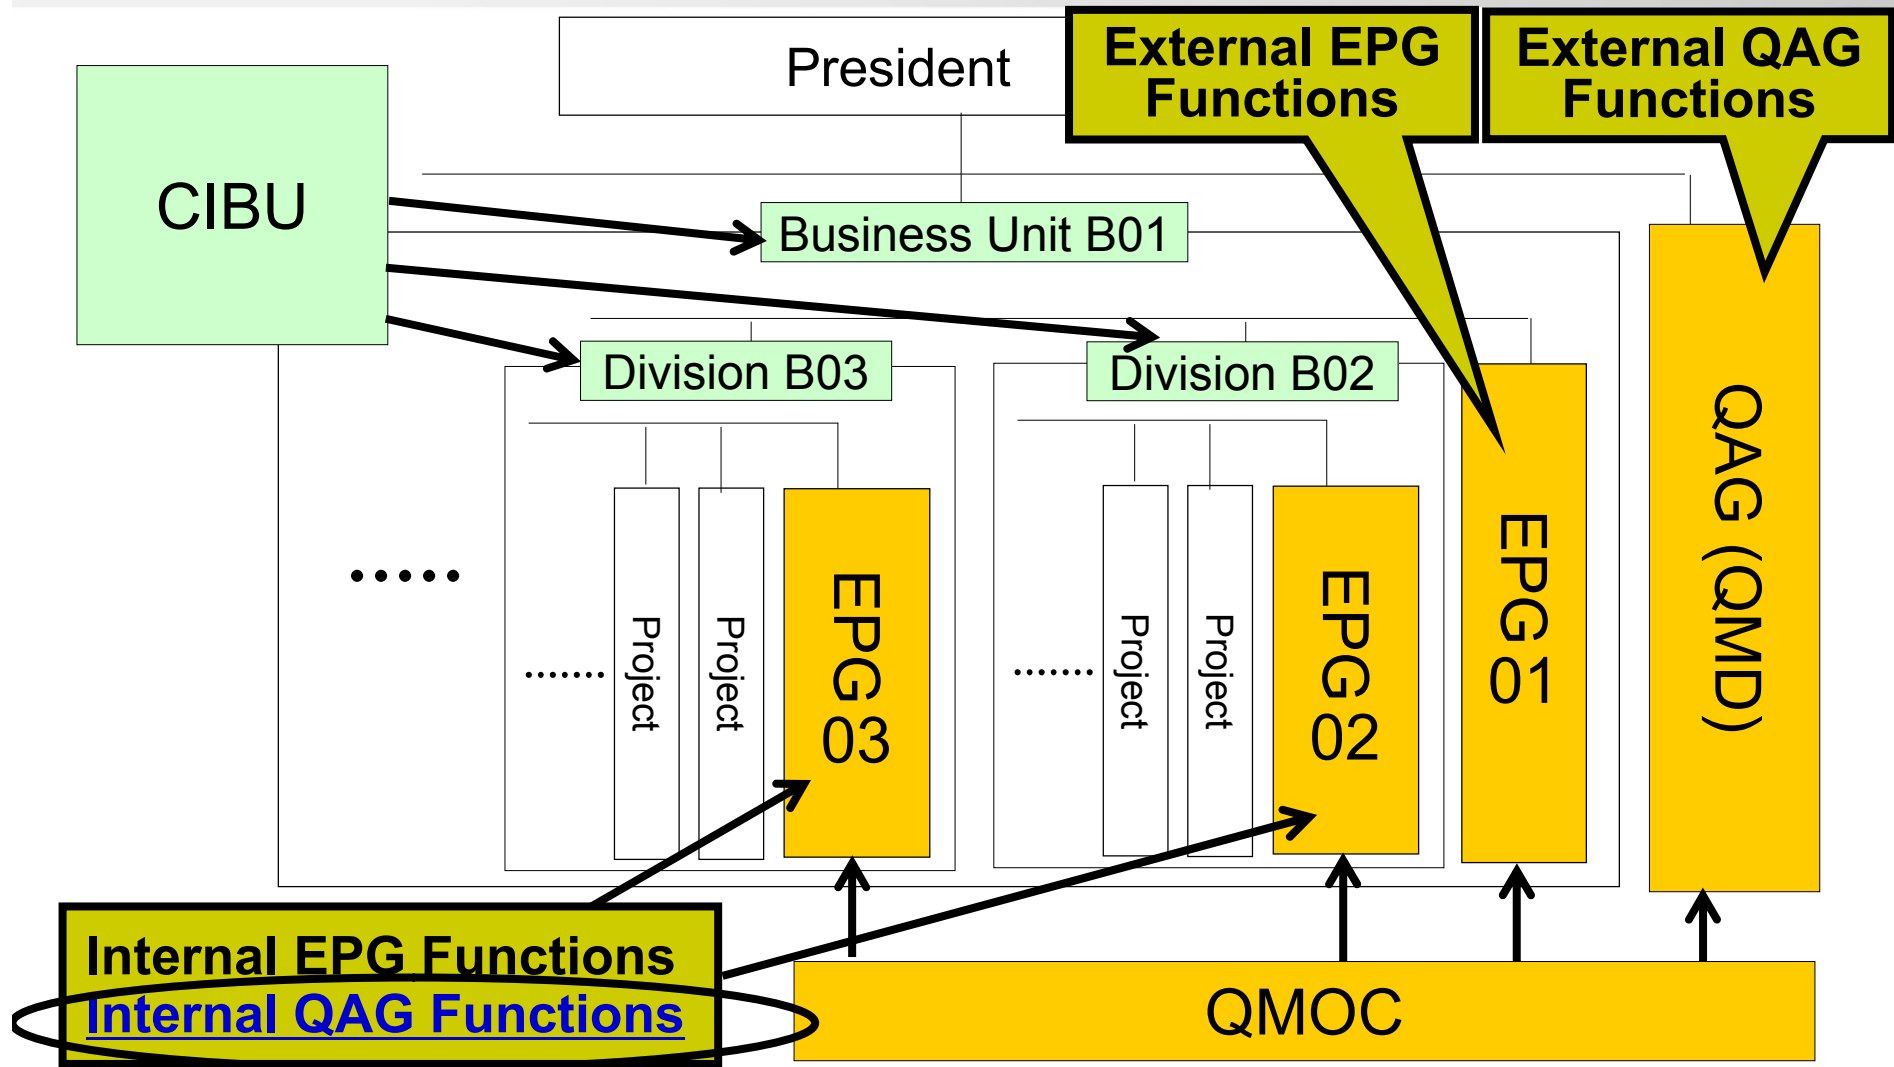 President
External EPG
Functions
External QAG
Functions
CIBU
Business Unit B01
Division B03
Division B02
.....
.......
Project
Project
EPG
03
.......
Project
Project
EPG
02
EPG
01
QAG (QMD)
Internal EPG Functions
Internal QAG Functions
QMOC